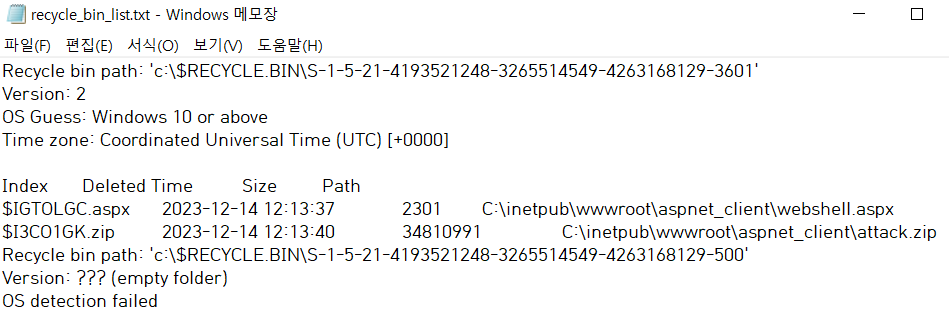 recycle_bin_list.txt - Windows 메모장
파일(F) 편집(E) 서식(O) 보기(V) 도움말(H)
Recycle bin path: 'c:\$RECYCLE.BIN\S-1-5-21-4193521248-3265514549-4263168129-3601'
Version: 2
OS Guess: Windows 10 or above
Time zone: Coordinated Universal Time (UTC) [+0000]
Index Deleted Time Size Path
$IGTOLGC.aspx 2023-12-14 12:13:37 2301 C:\inetpub\wwwroot\aspnet_client\webshell.aspx
$I3CO1GK.zip 2023-12-14 12:13:40 34810991 C:\inetpub\wwwroot\aspnet_client\attack.zip
Recycle bin path: 'c:\$RECYCLE.BIN\S-1-5-21-4193521248-3265514549-4263168129-500'
Version: ??? (empty folder)
OS detection failed